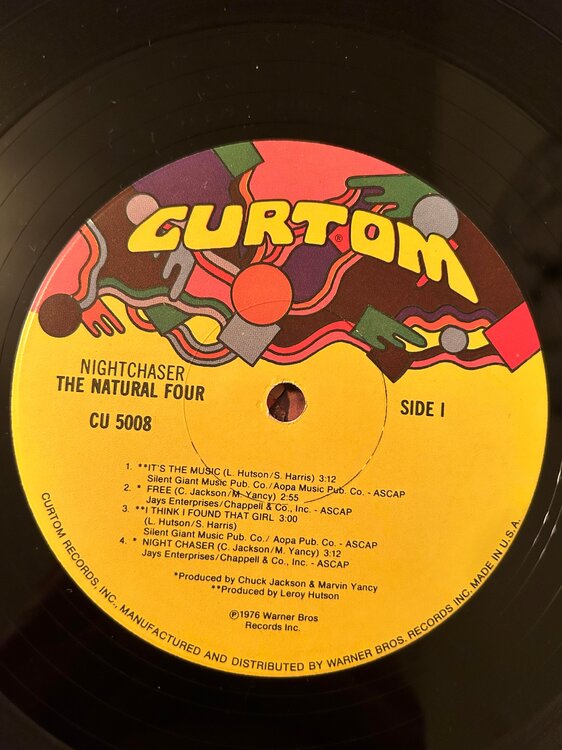 CURTOM®
NIGHTCHASER
THE NATURAL FOUR
CU 5008
SIDE I
1. **IT'S THE MUSIC (L. Hutson/S. Harris) 3:12
Silent Giant Music Pub. Co./Aopa Music Pub. Co. - ASCAP
2. * FREE (C. Jackson/M. Yancy) 2:55
Jays Enterprises/Chappell & Co., Inc. - ASCAP
3. **I THINK I FOUND THAT GIRL 3:00
(L. Hutson/S. Harris)
Silent Giant Music Pub. Co./ Aopa Pub. Co. - ASCAP
4. * NIGHT CHASER (C. Jackson/M. Yancy) 3:12
Jays Enterprises/Chappell & Co., Inc. - ASCAP
*Produced by Chuck Jackson & Marvin Yancy
**Produced by Leroy Hutson
℗1976 Warner Bros
Records Inc.
CURTOM RECORDS, INC., MANUFACTURED AND DISTRIBUTED BY WARNER BROS. RECORDS INC. MADE IN U.S.A.